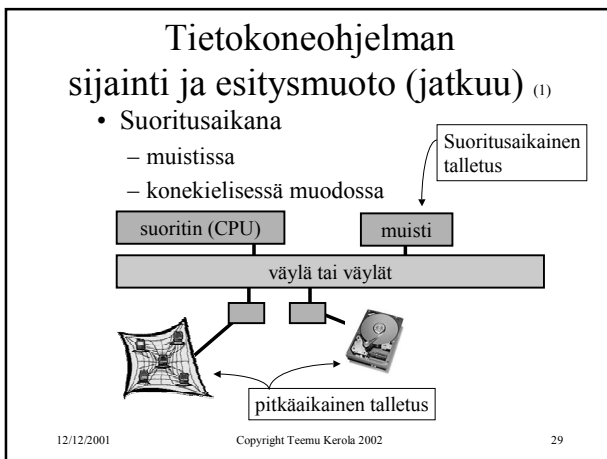 Tietokoneohjelman
sijainti ja esitysmuoto (jatkuu) (1)
• Suoritusaikana
– muistissa
– konekielisessä muodossa
Suoritusaikainen
talletus
suoritin (CPU)
muisti
väylä tai väylät
pitkäaikainen talletus
12/12/2001
Copyright Teemu Kerola 2002
29